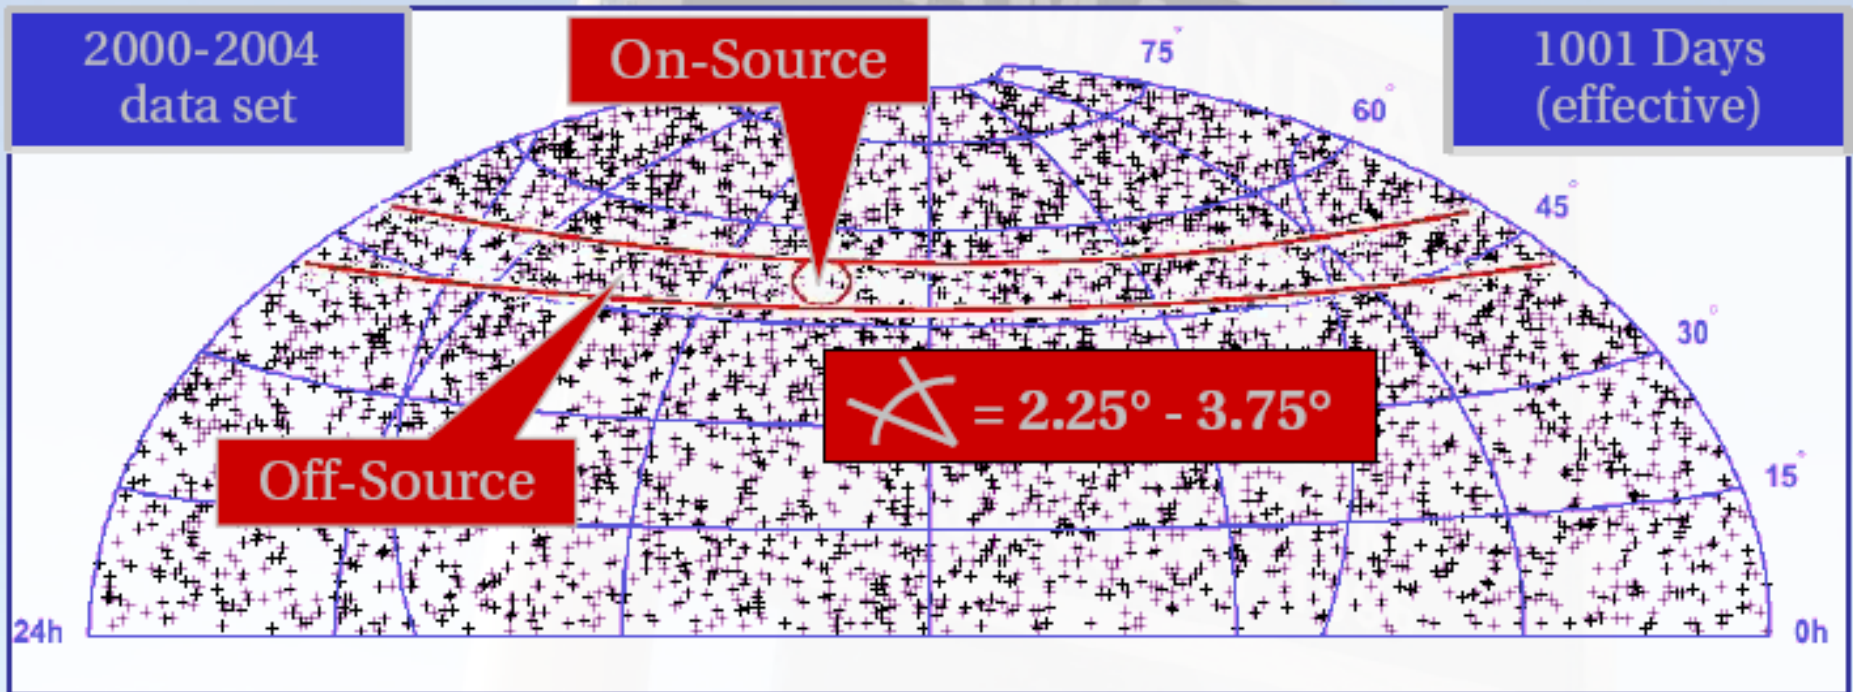 2000-2004
data set
On-Source
1001 Days
(effective)
75°
60°
45°
30°
15°
= 2.25° - 3.75°
Off-Source
24h
0h